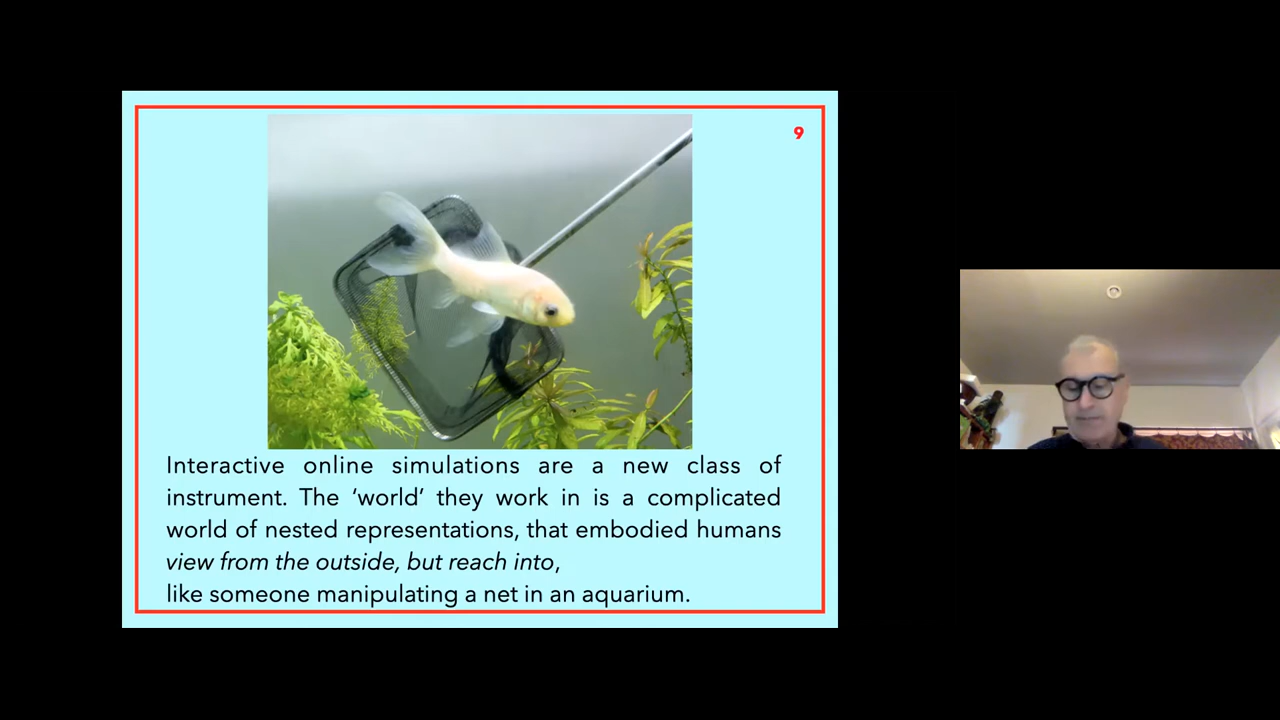 9
Interactive online simulations are a new class of
instrument. The ‘world’ they work in is a complicated
world of nested representations, that embodied humans
view from the outside, but reach into,
like someone manipulating a net in an aquarium.